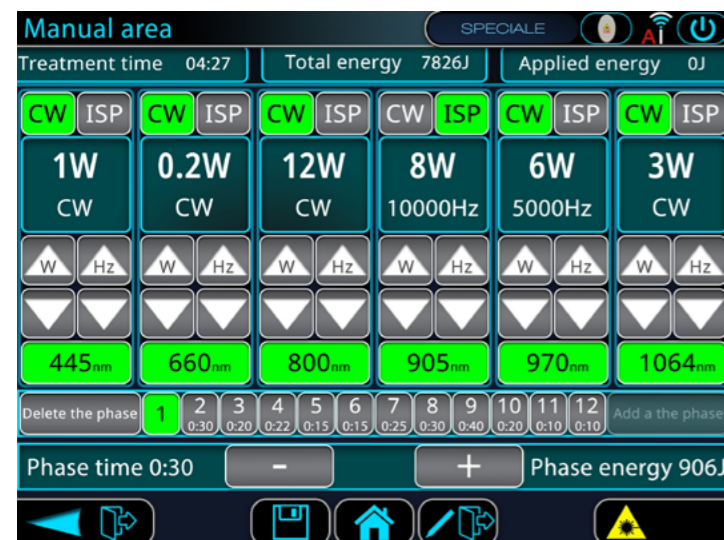 Manual area SPECIALE Ai
Treatment time 04:27 Total energy 7826J Applied energy 0J
CW ISP CW ISP CW ISP CW ISP CW ISP CW ISP
1W 0.2W 12W 8W 6W 3W
CW CW CW 10000Hz 5000Hz CW
W Hz W Hz W Hz W Hz W Hz W Hz
445nm 660nm 800nm 905nm 970nm 1064nm
Delete the phase 1 2 3 4 5 6 7 8 9 10 11 12 Add a the phase
0:30 0:20 0:22 0:15 0:15 0:25 0:30 0:40 0:20 0:10 0:10
Phase time 0:30 - + Phase energy 906J